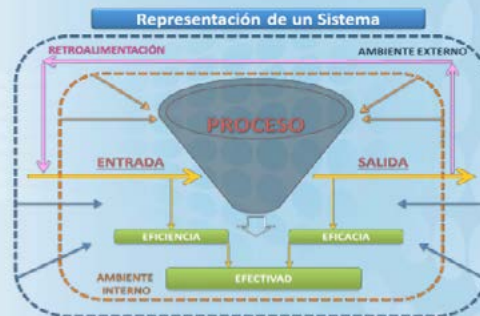 Representación de un Sistema
RETROALIMENTACIÓN
AMBIENTE EXTERNO
PROCESO
ENTRADA
SALIDA
EFICIENCIA
EFICACIA
AMBIENTE
INTERNO
EFECTIVAD